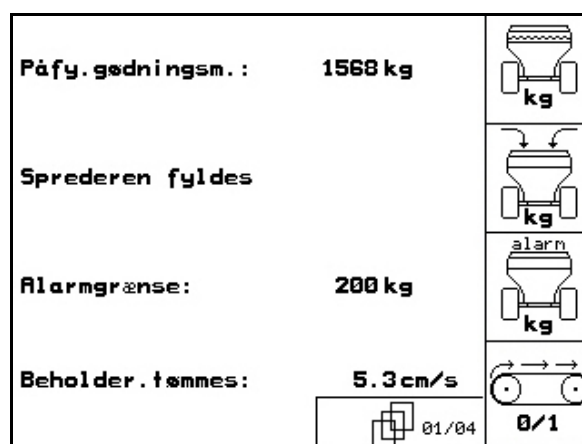 Påfy.gødningsm.: 1568 kg
kg
Sprederen fyldes
kg
alarm
Alarmgrænse: 200 kg
kg
Beholder.tømmes: 5.3 cm/s
01/04
0/1